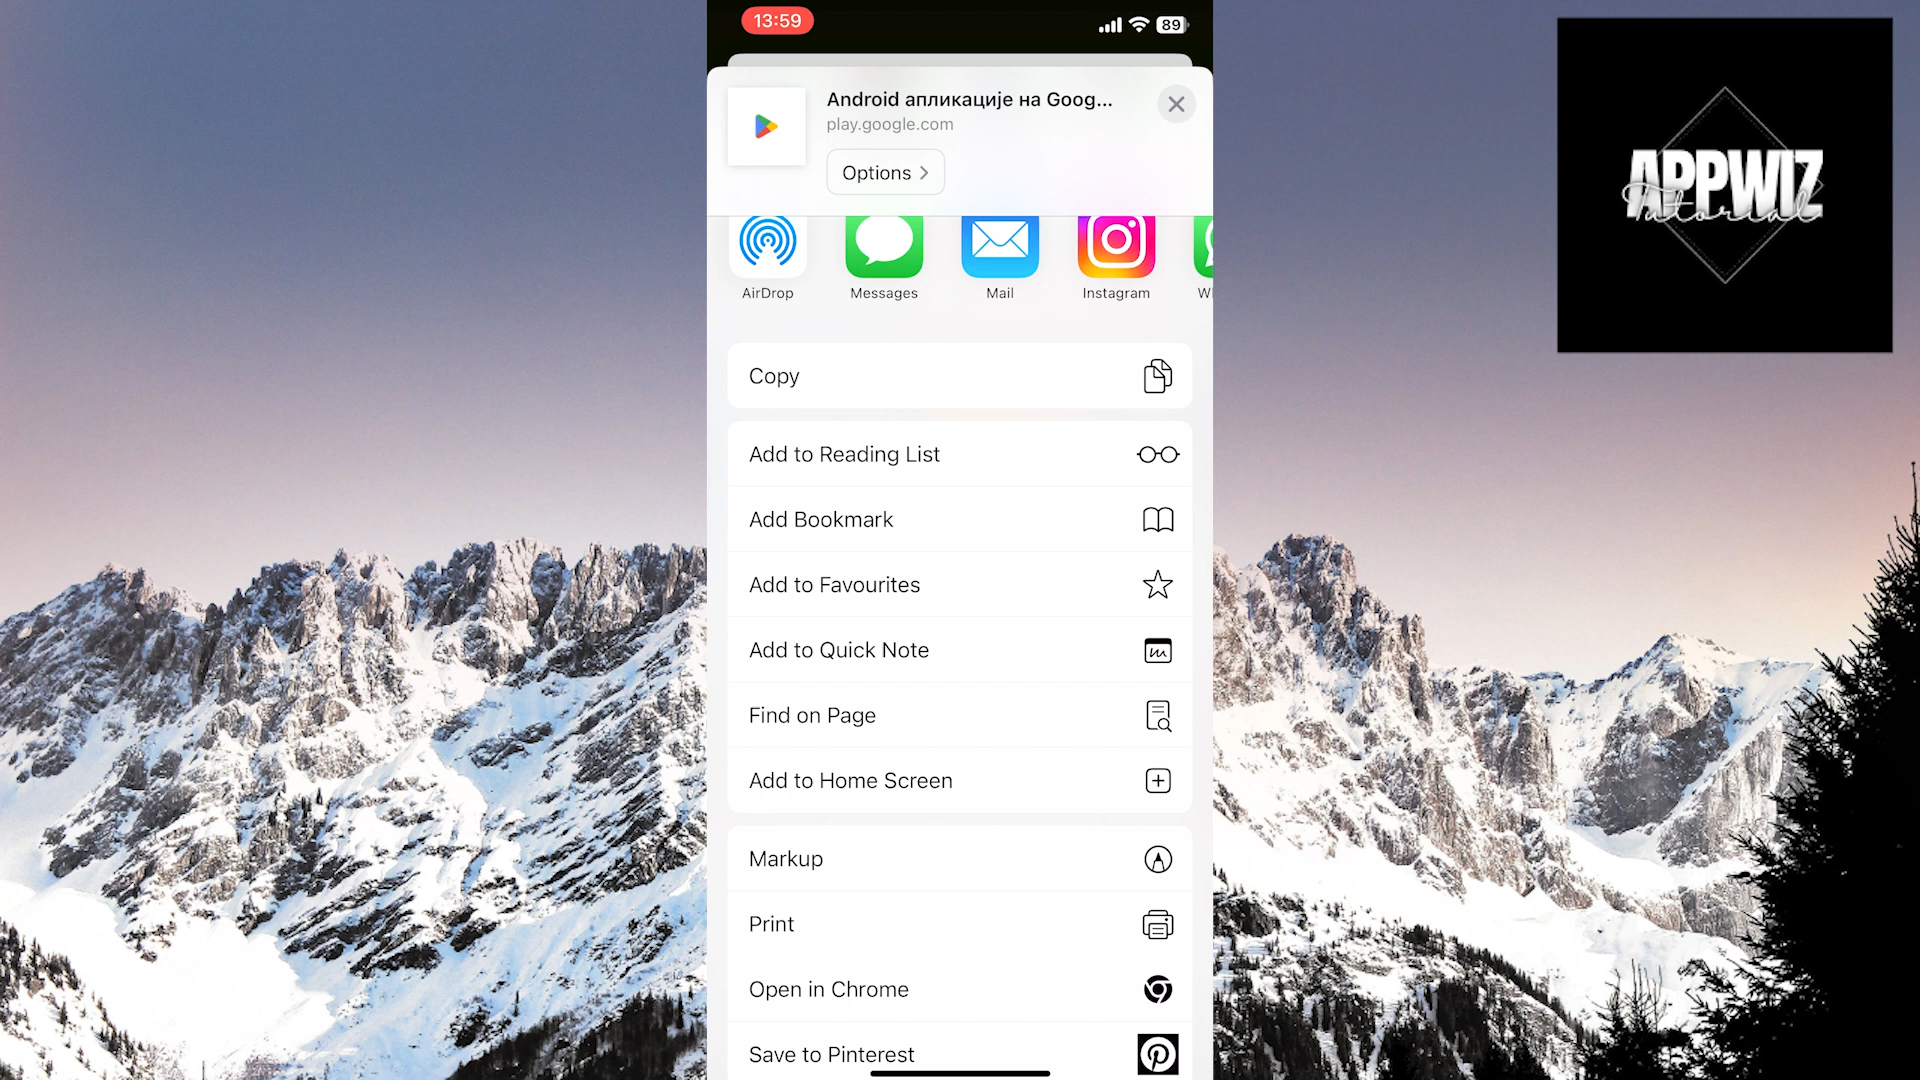 13:59
89
Android апликације на Goog...
play.google.com
Options
AirDrop
Messages
Mail
Instagram
Copy
Add to Reading List
Add Bookmark
Add to Favourites
Add to Quick Note
Find on Page
Add to Home Screen
Markup
Print
Open in Chrome
Save to Pinterest
APPWIZ
Tutorial